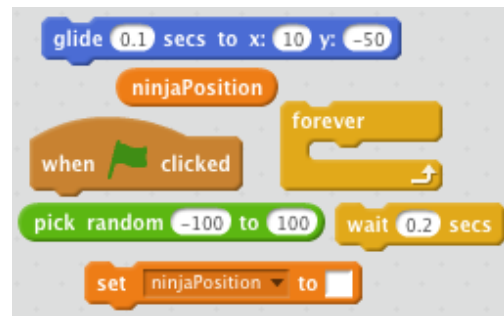 glide 0.1 secs to x: 10 y: -50
ninjaPosition
forever
when clicked
pick random -100 to 100
wait 0.2 secs
set ninjaPosition to